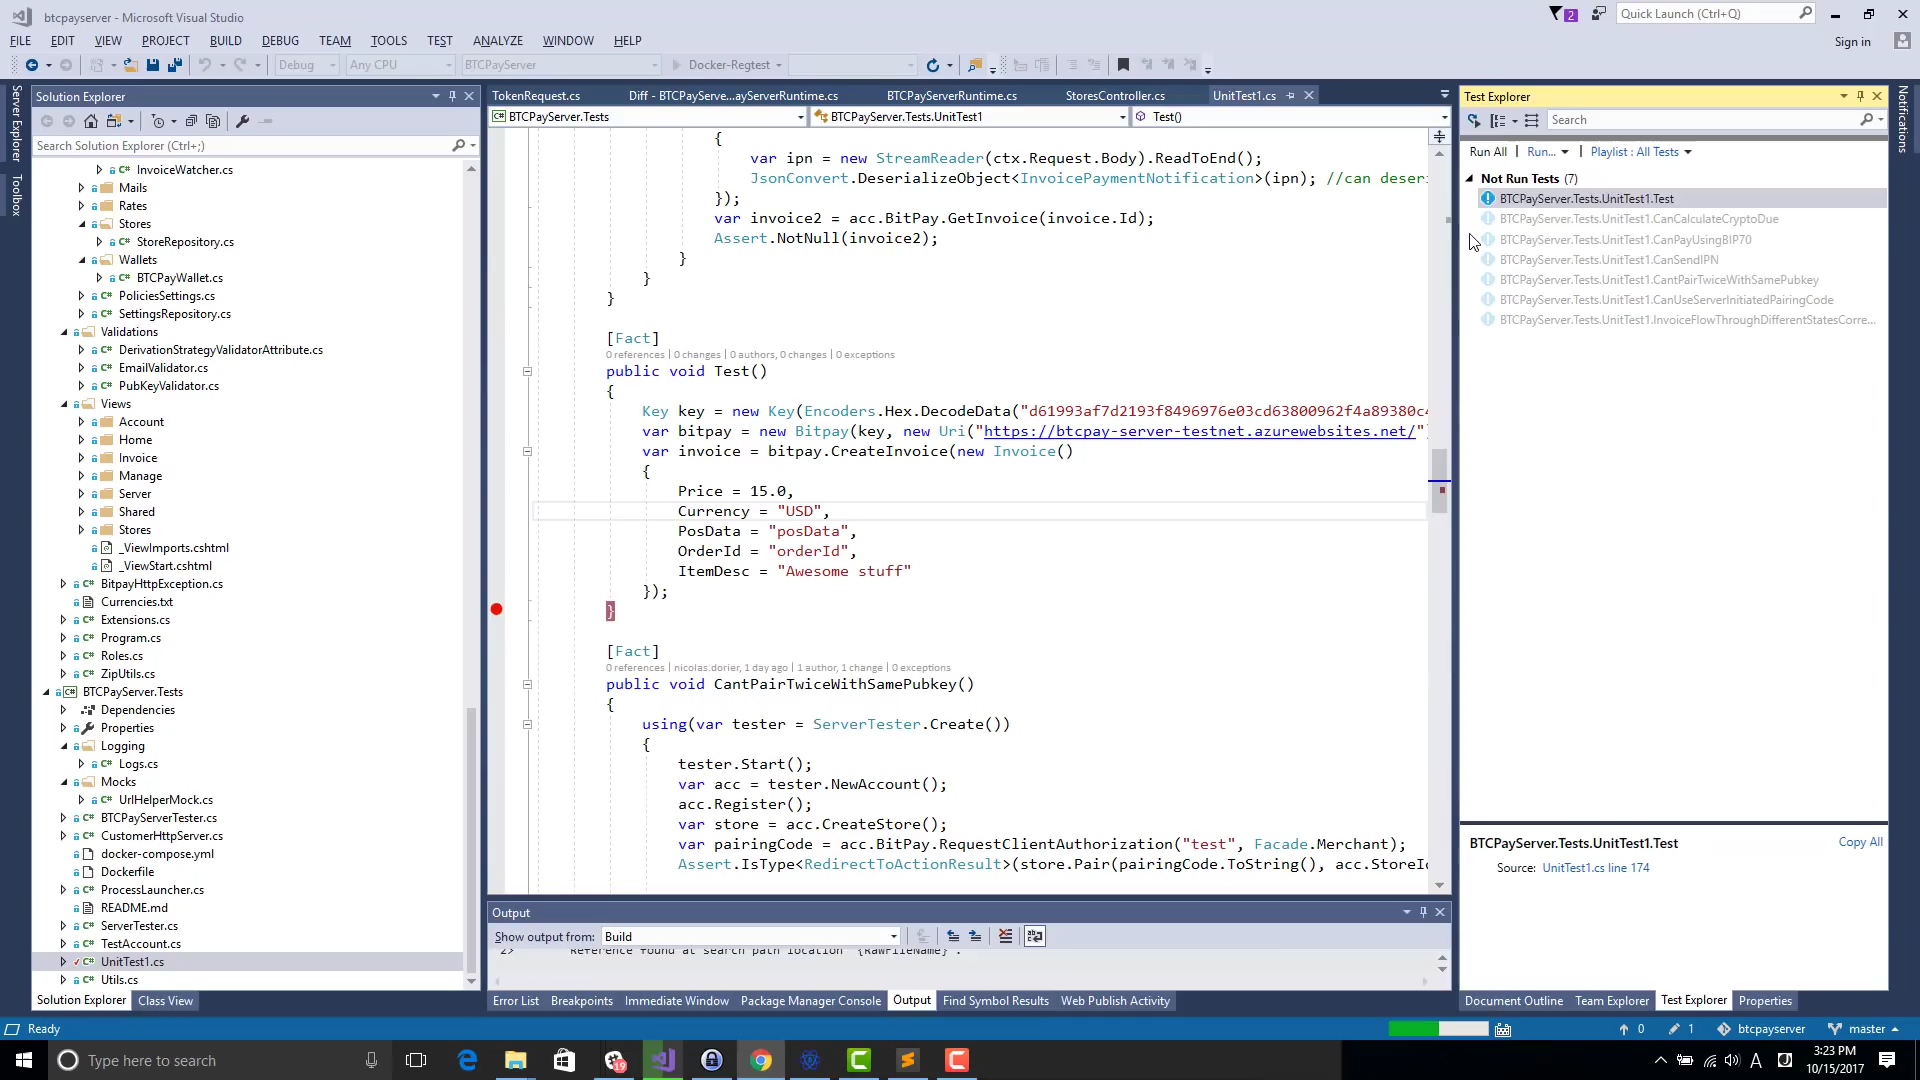 btcpayserver - Microsoft Visual Studio
2
Quick Launch (Ctrl+Q)
FILE EDIT VIEW PROJECT BUILD DEBUG TEAM TOOLS TEST ANALYZE WINDOW HELP
Sign in
Debug Any CPU BTCPayServer Docker-Regtest
Server Explorer
Toolbox
Solution Explorer
Search Solution Explorer (Ctrl+;)
InvoiceWatcher.cs
Mails
Rates
Stores
StoreRepository.cs
Wallets
BTCPayWallet.cs
PoliciesSettings.cs
SettingsRepository.cs
Validations
DerivationStrategyValidatorAttribute.cs
EmailValidator.cs
PubKeyValidator.cs
Views
Account
Home
Invoice
Manage
Server
Shared
Stores
_ViewImports.cshtml
_ViewStart.cshtml
BitpayHttpException.cs
Currencies.txt
Extensions.cs
Program.cs
Roles.cs
ZipUtils.cs
BTCPayServer.Tests
Dependencies
Properties
Logging
Logs.cs
Mocks
UrlHelperMock.cs
BTCPayServerTester.cs
CustomerHttpServer.cs
docker-compose.yml
Dockerfile
ProcessLauncher.cs
README.md
ServerTester.cs
TestAccount.cs
UnitTest1.cs
Utils.cs
Solution Explorer Class View
TokenRequest.cs Diff - BTCPayServe...ayServerRuntime.cs BTCPayServerRuntime.cs StoresController.cs UnitTest1.cs
BTCPayServer.Tests BTCPayServer.Tests.UnitTest1 Test()
{
var ipn = new StreamReader(ctx.Request.Body).ReadToEnd();
JsonConvert.DeserializeObject<InvoicePaymentNotification>(ipn); //can deseri
});
var invoice2 = acc.BitPay.GetInvoice(invoice.Id);
Assert.NotNull(invoice2);
}
}
}
[Fact]
0 references | 0 changes | 0 authors, 0 changes | 0 exceptions
public void Test()
{
Key key = new Key(Encoders.Hex.DecodeData("d61993af7d2193f8496976e03cd63800962f4a89380c4
var bitpay = new Bitpay(key, new Uri("https://btcpay-server-testnet.azurewebsites.net/")
var invoice = bitpay.CreateInvoice(new Invoice()
{
Price = 15.0,
Currency = "USD",
PosData = "posData",
OrderId = "orderId",
ItemDesc = "Awesome stuff"
});
}
[Fact]
0 references | nicolas.dorier, 1 day ago | 1 author, 1 change | 0 exceptions
public void CantPairTwiceWithSamePubkey()
{
using(var tester = ServerTester.Create())
{
tester.Start();
var acc = tester.NewAccount();
acc.Register();
var store = acc.CreateStore();
var pairingCode = acc.BitPay.RequestClientAuthorization("test", Facade.Merchant);
Assert.IsType<RedirectToActionResult>(store.Pair(pairingCode.ToString(), acc.StoreId
Output
Show output from: Build
2> Reference found at search path location "{RawFileName}".
Error List Breakpoints Immediate Window Package Manager Console Output Find Symbol Results Web Publish Activity
Test Explorer
Search
Run All | Run... | Playlist : All Tests
Not Run Tests (7)
BTCPayServer.Tests.UnitTest1.Test
BTCPayServer.Tests.UnitTest1.CanCalculateCryptoDue
BTCPayServer.Tests.UnitTest1.CanPayUsingBIP70
BTCPayServer.Tests.UnitTest1.CanSendIPN
BTCPayServer.Tests.UnitTest1.CantPairTwiceWithSamePubkey
BTCPayServer.Tests.UnitTest1.CanUseServerInitiatedPairingCode
BTCPayServer.Tests.UnitTest1.InvoiceFlowThroughDifferentStatesCorre...
BTCPayServer.Tests.UnitTest1.Test Copy All
Source: UnitTest1.cs line 174
Document Outline Team Explorer Test Explorer Properties
Notifications
Ready 0 1 btcpayserver master
Type here to search
19
3:23 PM
10/15/2017